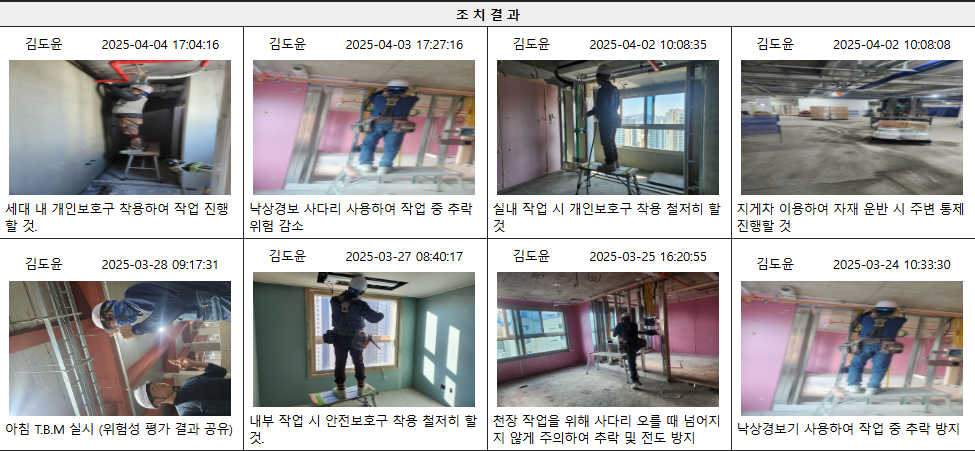 조 치 결 과
김도윤 2025-04-04 17:04:16
세대 내 개인보호구 착용하여 작업 진행
할 것.
김도윤 2025-04-03 17:27:16
낙상경보 사다리 사용하여 작업 중 추락
위험 감소
김도윤 2025-04-02 10:08:35
실내 작업 시 개인보호구 착용 철저히 할
것
김도윤 2025-04-02 10:08:08
지게차 이용하여 자재 운반 시 주변 통제
진행할 것
김도윤 2025-03-28 09:17:31
아침 T.B.M 실시 (위험성 평가 결과 공유)
김도윤 2025-03-27 08:40:17
내부 작업 시 안전보호구 착용 철저히 할
것.
김도윤 2025-03-25 16:20:55
천장 작업을 위해 사다리 오를 때 넘어지
지 않게 주의하여 추락 및 전도 방지
김도윤 2025-03-24 10:33:30
낙상경보기 사용하여 작업 중 추락 방지